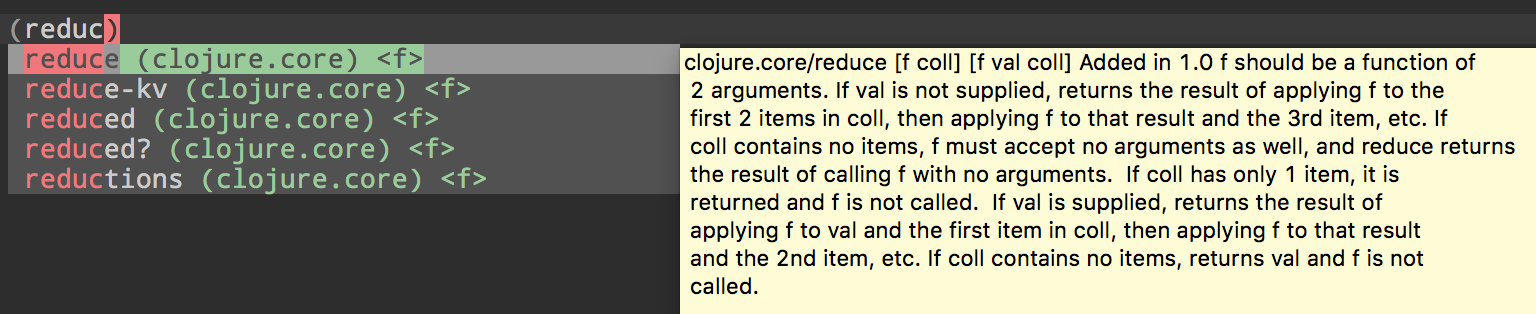 (reduc)
reduce (clojure.core) <f>
reduce-kv (clojure.core) <f>
reduced (clojure.core) <f>
reduced? (clojure.core) <f>
reductions (clojure.core) <f>
clojure.core/reduce [f coll] [f val coll] Added in 1.0 f should be a function of
2 arguments. If val is not supplied, returns the result of applying f to the
first 2 items in coll, then applying f to that result and the 3rd item, etc. If
coll contains no items, f must accept no arguments as well, and reduce returns
the result of calling f with no arguments.  If coll has only 1 item, it is
returned and f is not called.  If val is supplied, returns the result of
applying f to val and the first item in coll, then applying f to that result
and the 2nd item, etc. If coll contains no items, returns val and f is not
called.